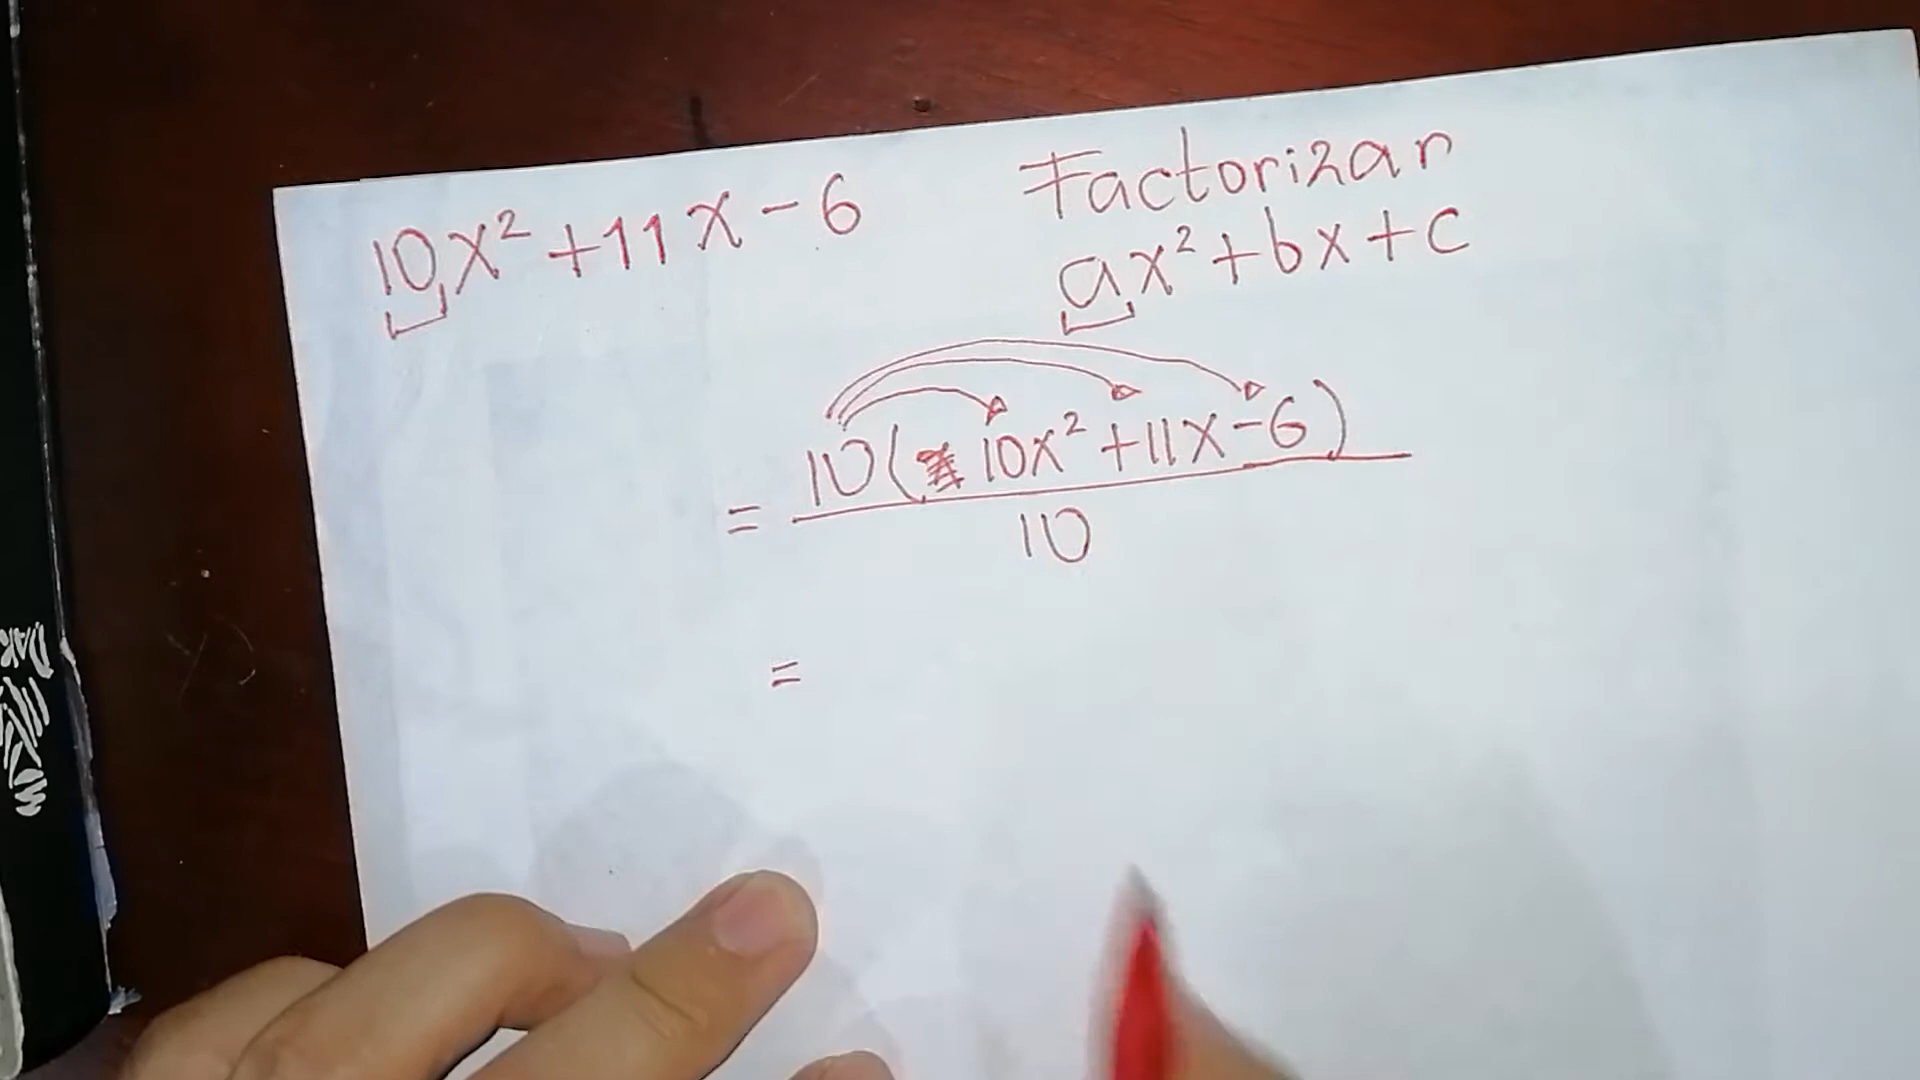 10x² + 11x - 6
Factorizar
ax² + bx + c
= 10( 10x² + 11x - 6 )
10
=